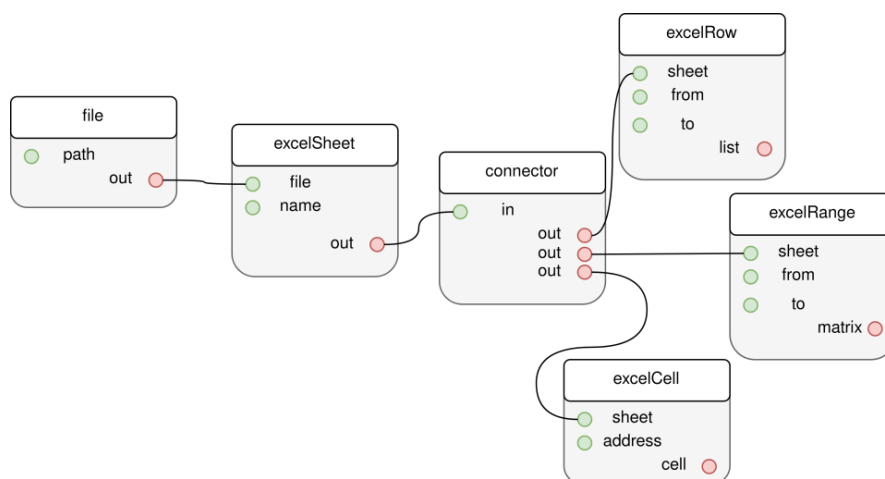 file
path
out
excelSheet
file
name
out
connector
in
out
out
out
excelRow
sheet
from
to
list
excelRange
sheet
from
to
matrix
excelCell
sheet
address
cell